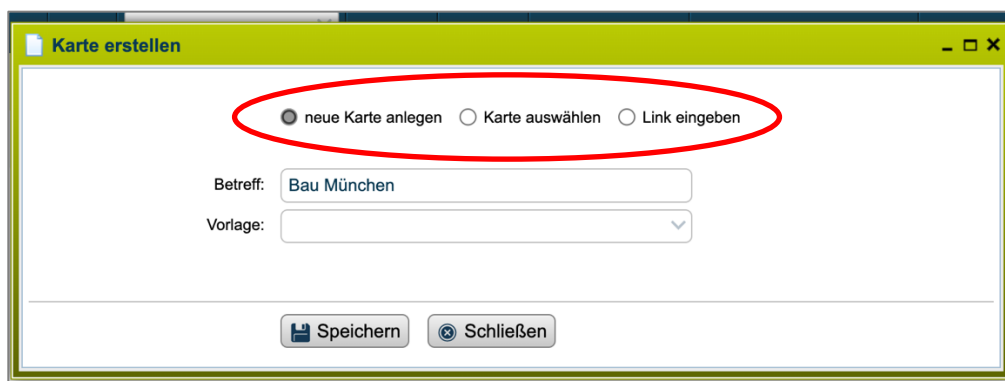 Karte erstellen
neue Karte anlegen Karte auswählen Link eingeben
Betreff: Bau München
Vorlage:
Speichern Schließen